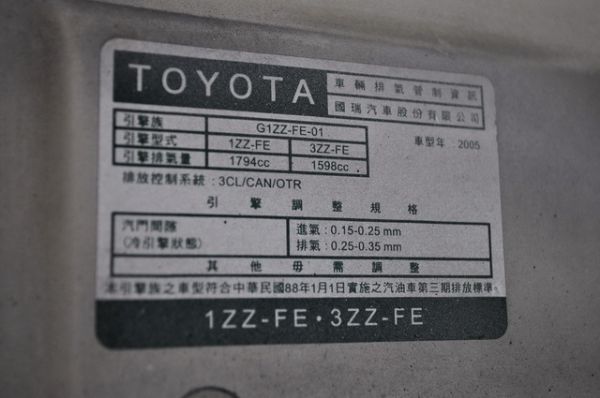 TOYOTA
車輛排氣管制資訊
國瑞汽車股份有限公司
引擎族 G1ZZ-FE-01
引擎型式 1ZZ-FE 3ZZ-FE
引擎排氣量 1794cc 1598cc
車型年：2005
排放控制系統：3CL/CAN/OTR
引擎調整規格
汽門間隙
(冷引擎狀態)
進氣：0.15-0.25 mm
排氣：0.25-0.35 mm
其他毋需調整
本引擎族之車型符合中華民國88年1月1日實施之汽油車第三期排放標準
1ZZ-FE·3ZZ-FE